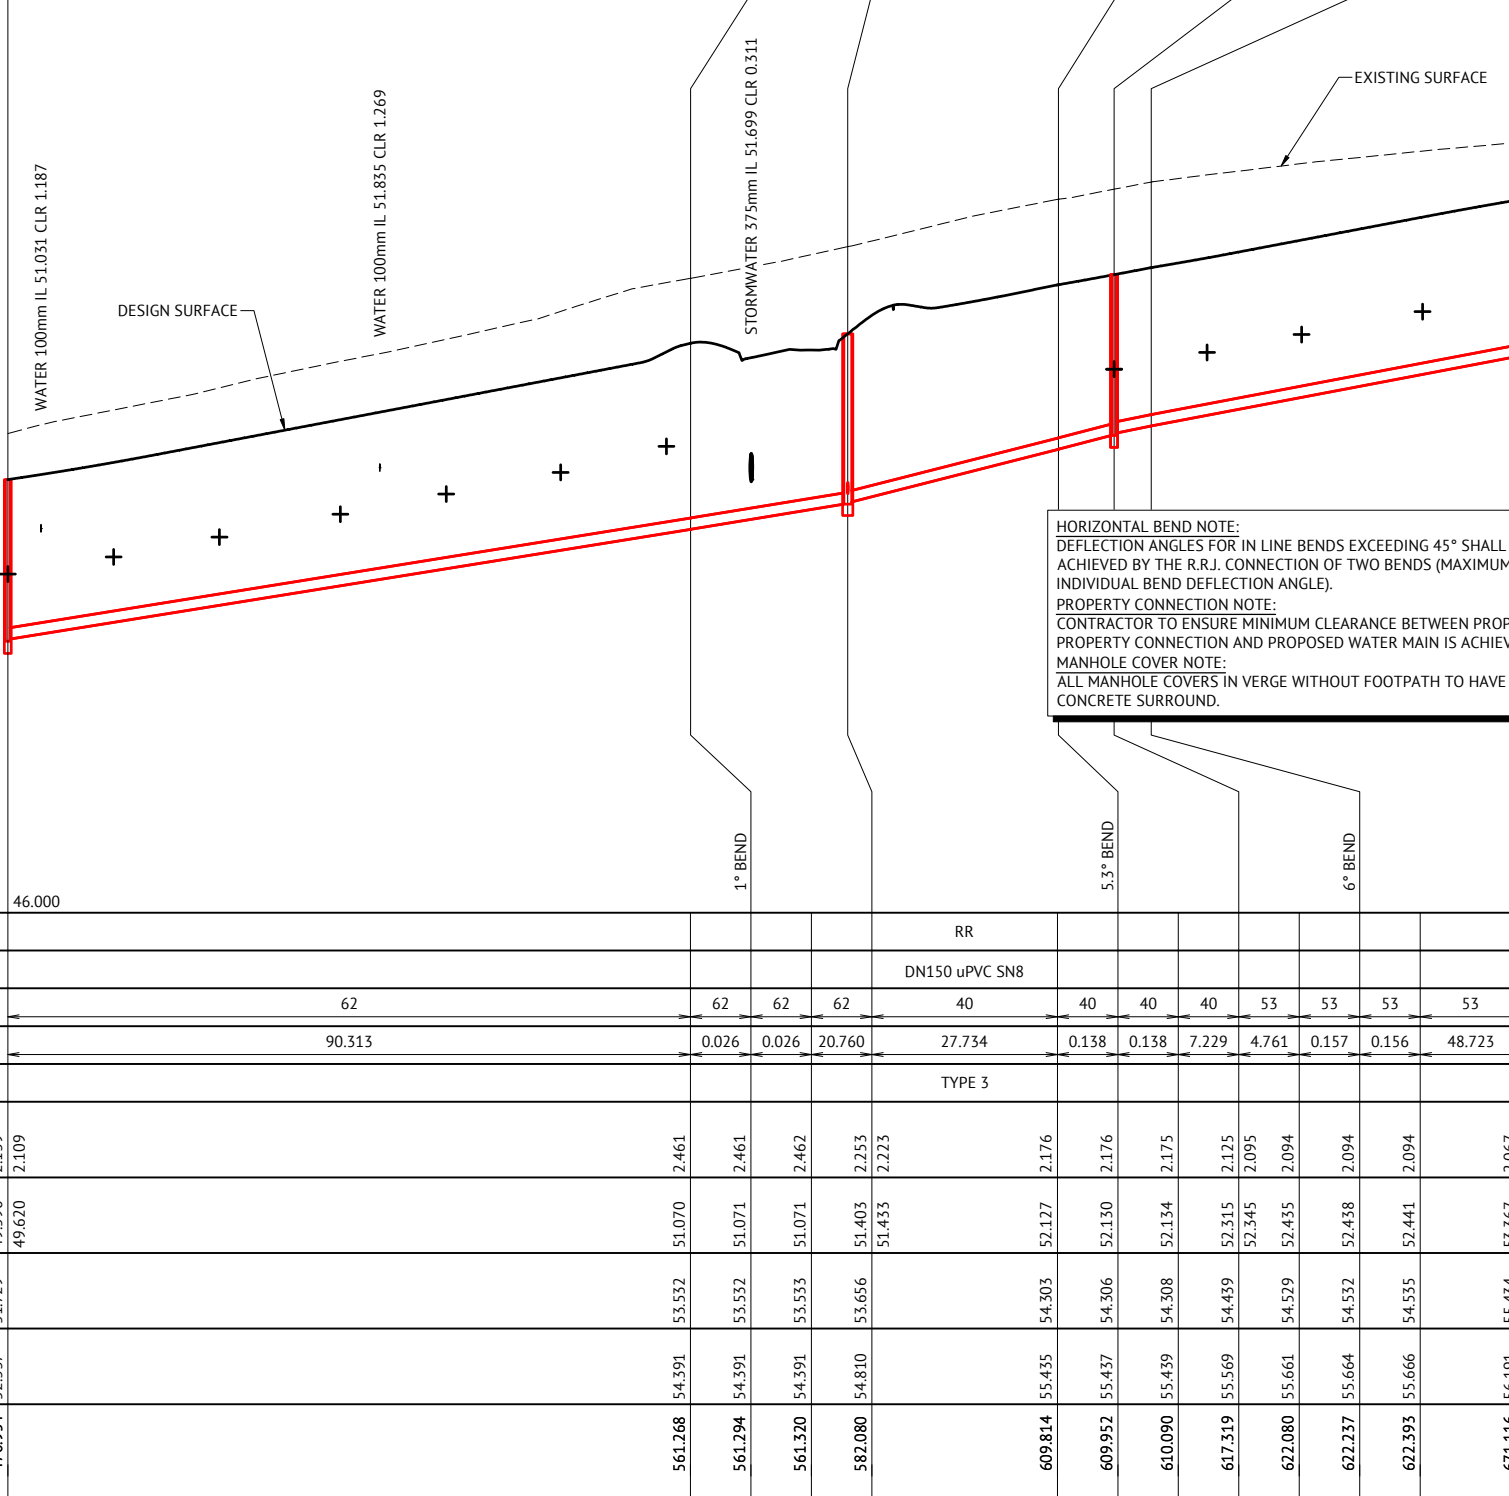 WATER 100mm IL 51.031 CLR 1.187
WATER 100mm IL 51.835 CLR 1.269
STORMWATER 375mm IL 51.699 CLR 0.311
EXISTING SURFACE
DESIGN SURFACE
HORIZONTAL BEND NOTE:
DEFLECTION ANGLES FOR IN LINE BENDS EXCEEDING 45° SHALL
ACHIEVED BY THE R.R.J. CONNECTION OF TWO BENDS (MAXIMUM
INDIVIDUAL BEND DEFLECTION ANGLE).
PROPERTY CONNECTION NOTE:
CONTRACTOR TO ENSURE MINIMUM CLEARANCE BETWEEN PROP
PROPERTY CONNECTION AND PROPOSED WATER MAIN IS ACHIEV
MANHOLE COVER NOTE:
ALL MANHOLE COVERS IN VERGE WITHOUT FOOTPATH TO HAVE
CONCRETE SURROUND.
1° BEND
5.3° BEND
6° BEND
46.000
RR
DN150 uPVC SN8
62 62 62 62 40 40 40 40 53 53 53 53
90.313 0.026 0.026 20.760 27.734 0.138 0.138 7.229 4.761 0.157 0.156 48.723
TYPE 3
2.109 2.461 2.461 2.462 2.253 2.223 2.176 2.176 2.175 2.125 2.095 2.094 2.094 2.094
49.620 51.070 51.071 51.071 51.403 51.433 52.127 52.130 52.134 52.315 52.345 52.435 52.438 52.441
53.532 53.532 53.533 53.656 54.303 54.306 54.308 54.439 54.529 54.532 54.535
54.391 54.391 54.391 54.810 55.435 55.437 55.439 55.569 55.661 55.664 55.666
561.268 561.294 561.320 582.080 609.814 609.952 610.090 617.319 622.080 622.237 622.393